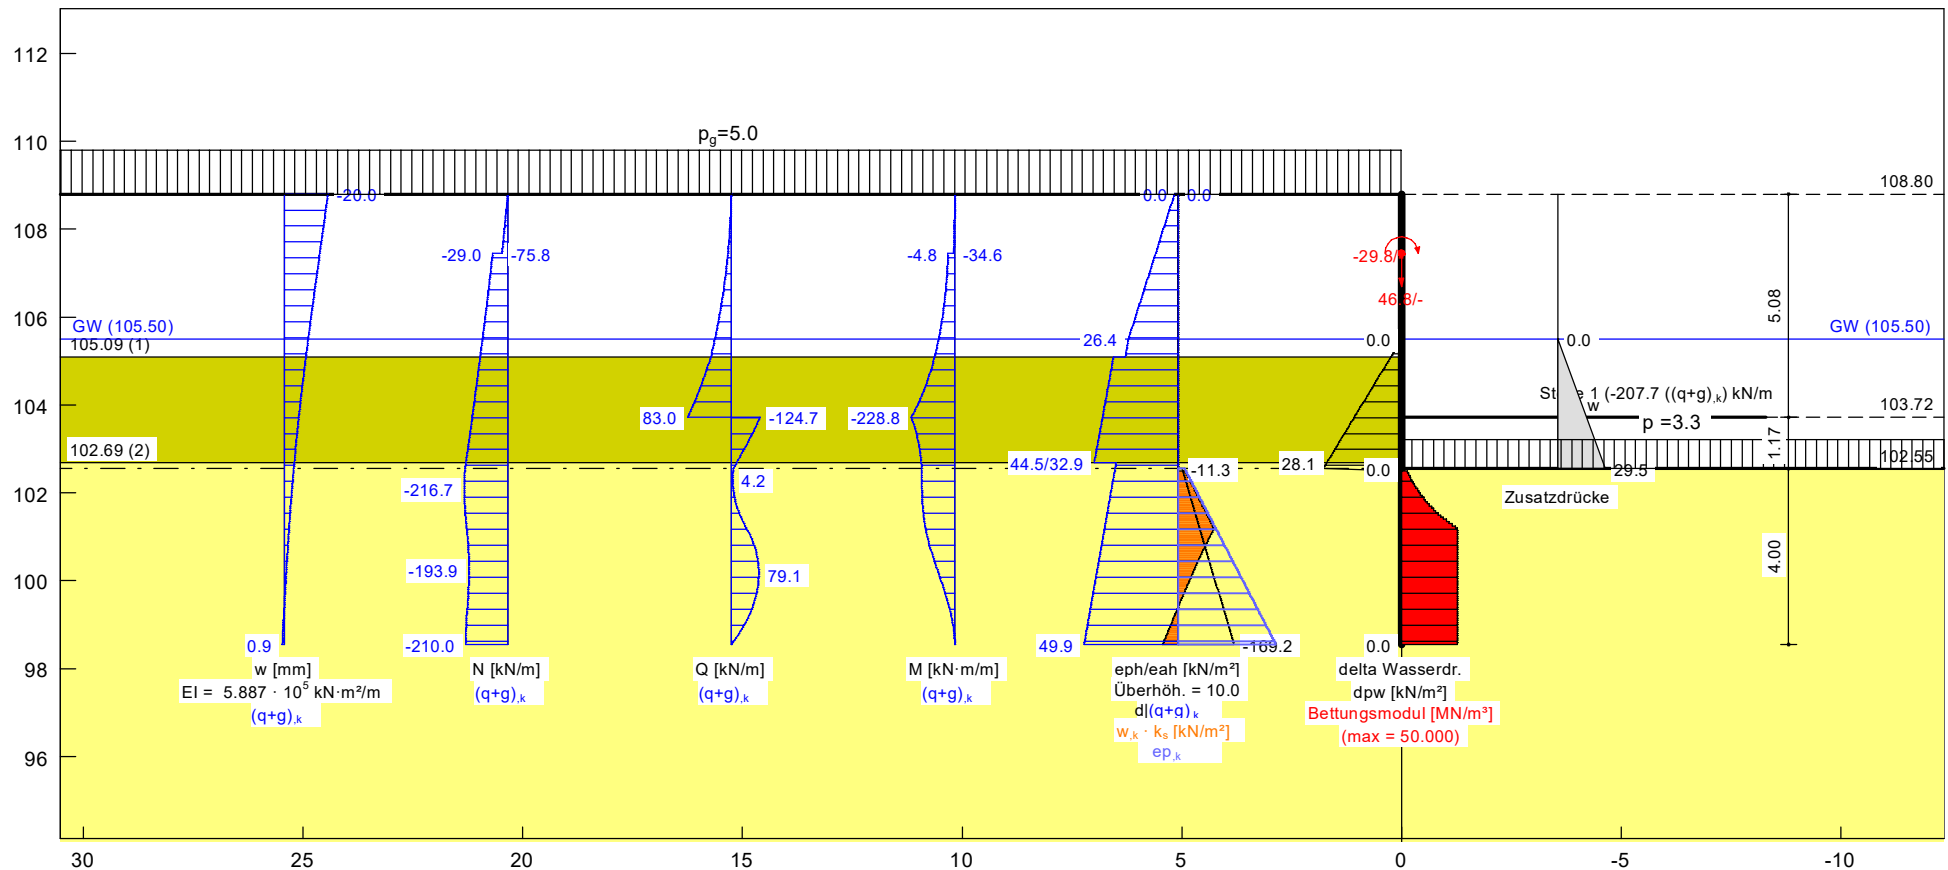 112
110
108
106
104
102
100
98
96
30
25
20
15
10
5
0
-5
-10
pg=5.0
108.80
-20.0
0.0
0.0
-29.0
-75.8
-4.8
-34.6
-29.8/
46.8/-
5.08
GW (105.50)
GW (105.50)
105.09 (1)
26.4
0.0
0.0
(-207.7 ((q+g),k) kN/m
w
103.72
p =3.3
83.0
-124.7
-228.8
1.17
102.69 (2)
44.5/32.9
28.1
-11.3
0.0
29.5
102.55
-216.7
4.2
Zusatzdrücke
-193.9
79.1
4.00
0.9
-210.0
49.9
-169.2
0.0
w [mm]
EI = 5.887 · 10⁵ kN·m²/m
(q+g),k
N [kN/m]
(q+g),k
Q [kN/m]
(q+g),k
M [kN·m/m]
(q+g),k
eph/eah [kN/m²]
Überhöh. = 10.0
(q+g),k
w,k · ks [kN/m²]
ep,k
delta Wasserdr.
dpw [kN/m²]
Bettungsmodul [MN/m³]
(max = 50.000)